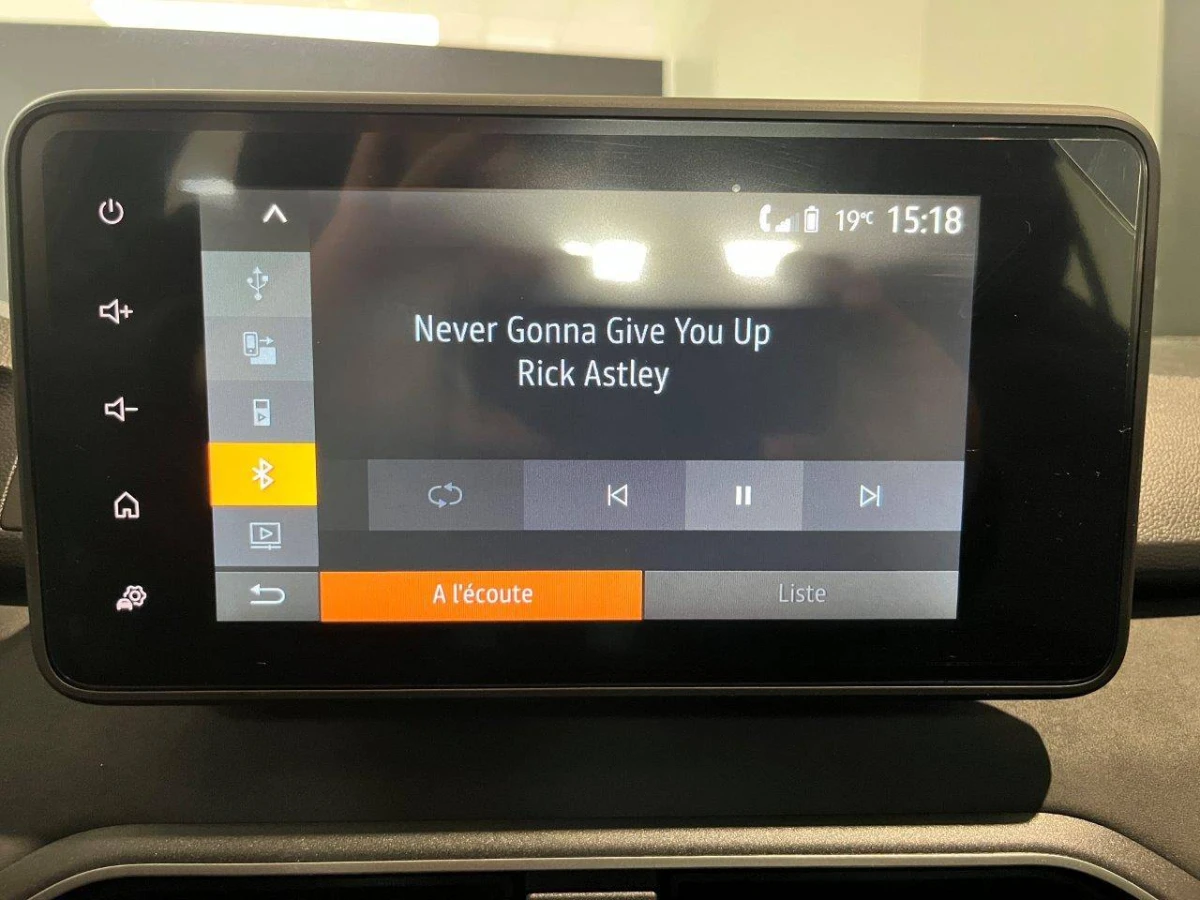 19°C 15:18
Never Gonna Give You Up
Rick Astley
A l'écoute
Liste